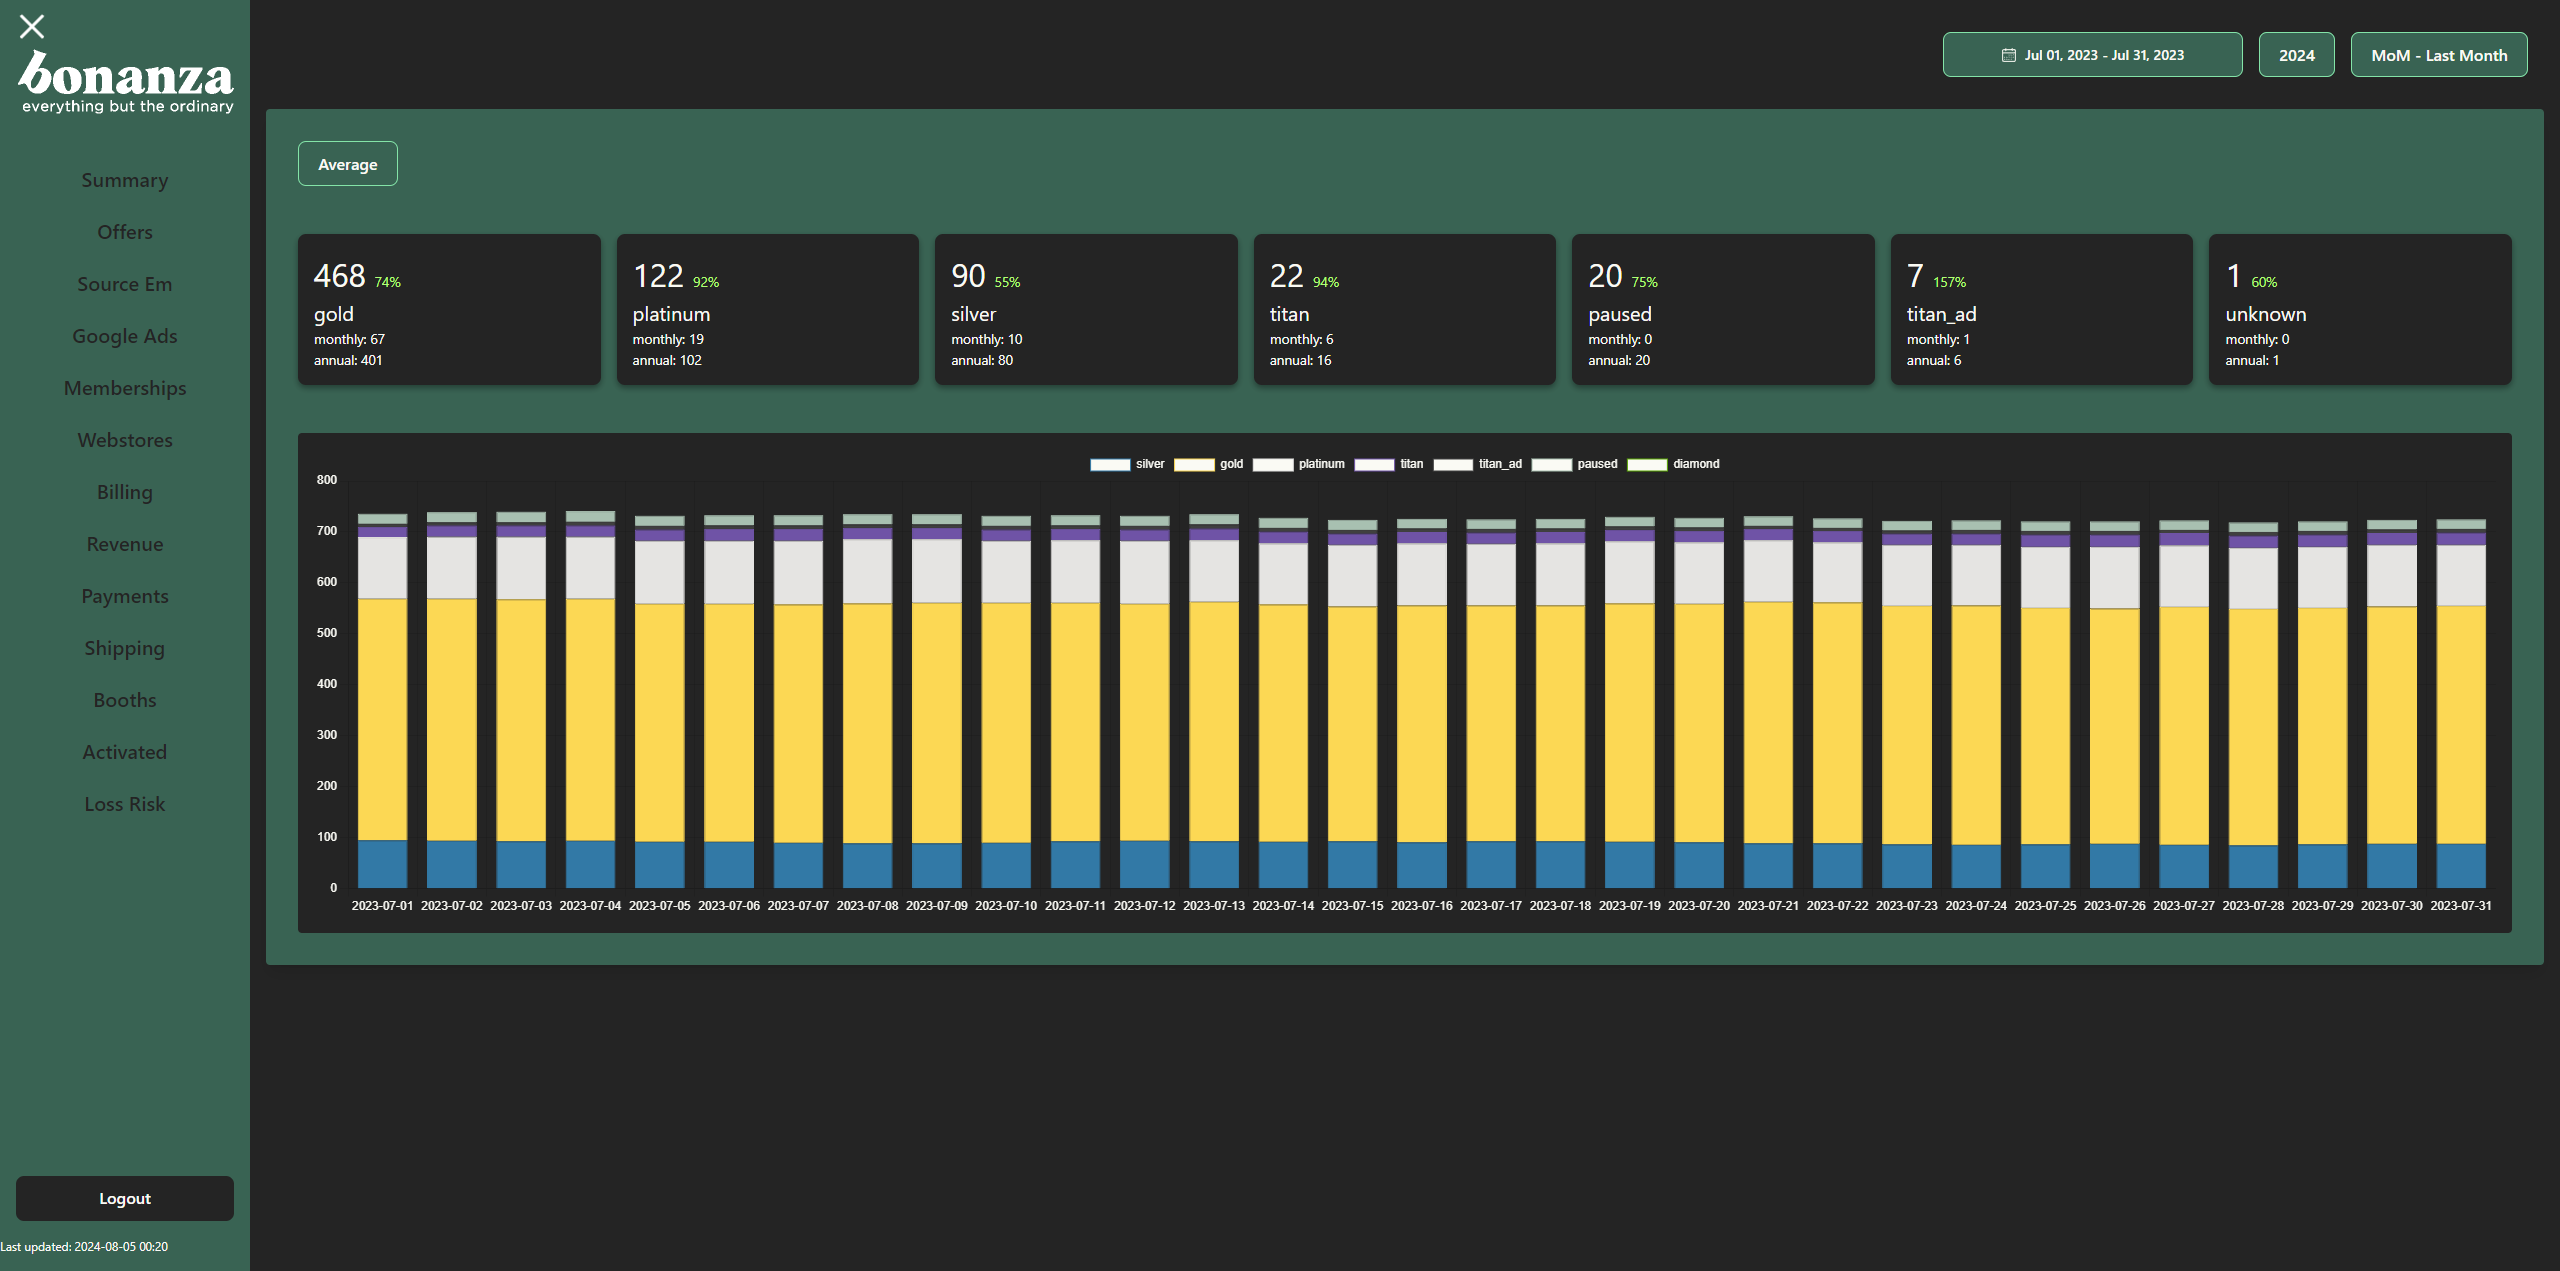 bonanza
everything but the ordinary
Summary
Offers
Source Em
Google Ads
Memberships
Webstores
Billing
Revenue
Payments
Shipping
Booths
Activated
Loss Risk
Logout
Last updated: 2024-08-05 00:20
Jul 01, 2023 - Jul 31, 2023
2024
MoM - Last Month
Average
468 74%
gold
monthly: 67
annual: 401
122 92%
platinum
monthly: 19
annual: 102
90 55%
silver
monthly: 10
annual: 80
22 94%
titan
monthly: 6
annual: 16
20 75%
paused
monthly: 0
annual: 20
7 157%
titan_ad
monthly: 1
annual: 6
1 60%
unknown
monthly: 0
annual: 1
silver gold platinum titan titan_ad paused diamond
800
700
600
500
400
300
200
100
0
2023-07-01 2023-07-02 2023-07-03 2023-07-04 2023-07-05 2023-07-06 2023-07-07 2023-07-08 2023-07-09 2023-07-10 2023-07-11 2023-07-12 2023-07-13 2023-07-14 2023-07-15 2023-07-16 2023-07-17 2023-07-18 2023-07-19 2023-07-20 2023-07-21 2023-07-22 2023-07-23 2023-07-24 2023-07-25 2023-07-26 2023-07-27 2023-07-28 2023-07-29 2023-07-30 2023-07-31